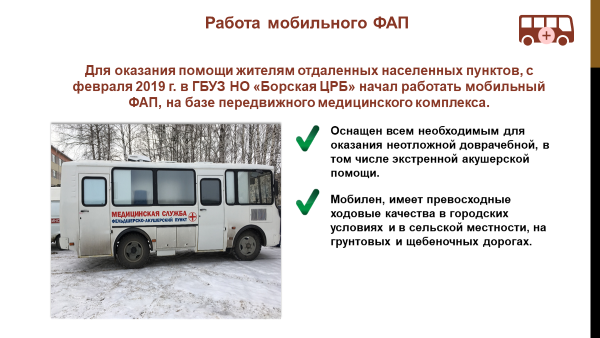 Работа мобильного ФАП
Для оказания помощи жителям отдаленных населенных пунктов, с
февраля 2019 г. в ГБУЗ НО «Борская ЦРБ» начал работать мобильный
ФАП, на базе передвижного медицинского комплекса.
Оснащен всем необходимым для
оказания неотложной доврачебной, в
том числе экстренной акушерской
помощи.
Мобилен, имеет превосходные
ходовые качества в городских
условиях и в сельской местности, на
грунтовых и щебеночных дорогах.
МЕДИЦИНСКАЯ СЛУЖБА
ФЕЛЬДШЕРСКО-АКУШЕРСКИЙ ПУНКТ